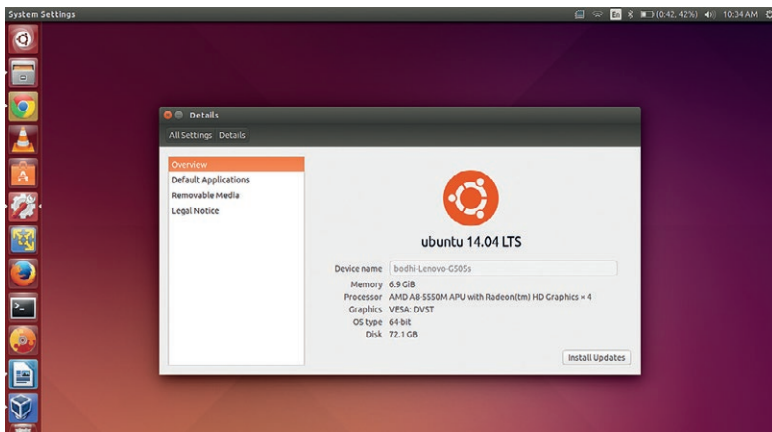 System Settings
En (0:42, 42%) 10:34 AM
Details
All Settings Details
Overview
Default Applications
Removable Media
Legal Notice
ubuntu 14.04 LTS
Device name bodhi-Lenovo-G505s
Memory 6.9 GiB
Processor AMD A8-5550M APU with Radeon(tm) HD Graphics × 4
Graphics VESA: DVST
OS type 64-bit
Disk 72.1 GB
Install Updates